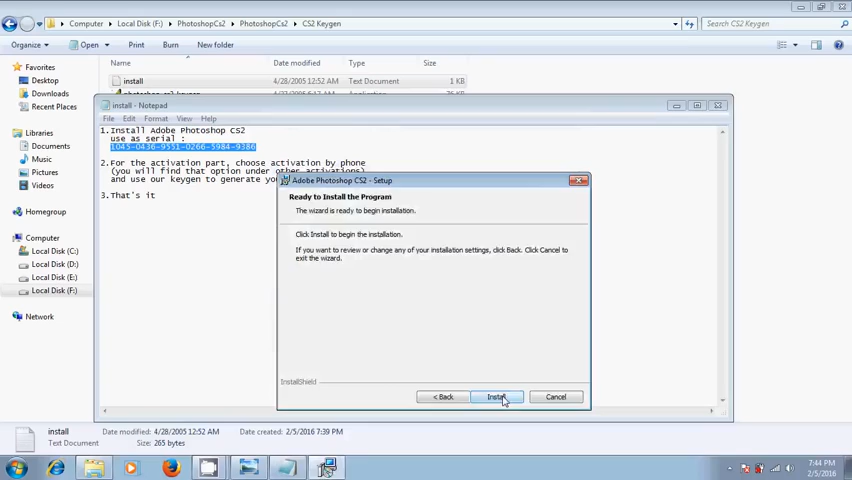 Computer ▸ Local Disk (F:) ▸ PhotoshopCs2 ▸ PhotoshopCs2 ▸ CS2 Keygen
Search CS2 Keygen
Organize Open Print Burn New folder
Favorites
Desktop
Downloads
Recent Places
Libraries
Documents
Music
Pictures
Videos
Homegroup
Computer
Local Disk (C:)
Local Disk (D:)
Local Disk (E:)
Local Disk (F:)
Network
Name Date modified Type Size
install 4/28/2005 12:52 AM Text Document 1 KB
install - Notepad
File Edit Format View Help
1.Install Adobe Photoshop CS2
use as serial :
1045-0436-9551-0266-5984-9386
2.For the activation part, choose activation by phone
(you will find that option under other activations)
and use our keygen to generate
3.That's it
Adobe Photoshop CS2 - Setup
Ready to Install the Program
The wizard is ready to begin installation.
Click Install to begin the installation.
If you want to review or change any of your installation settings, click Back. Click Cancel to
exit the wizard.
InstallShield
< Back Install Cancel
install Date modified: 4/28/2005 12:52 AM Date created: 2/5/2016 7:39 PM
Text Document Size: 265 bytes
7:44 PM
2/5/2016